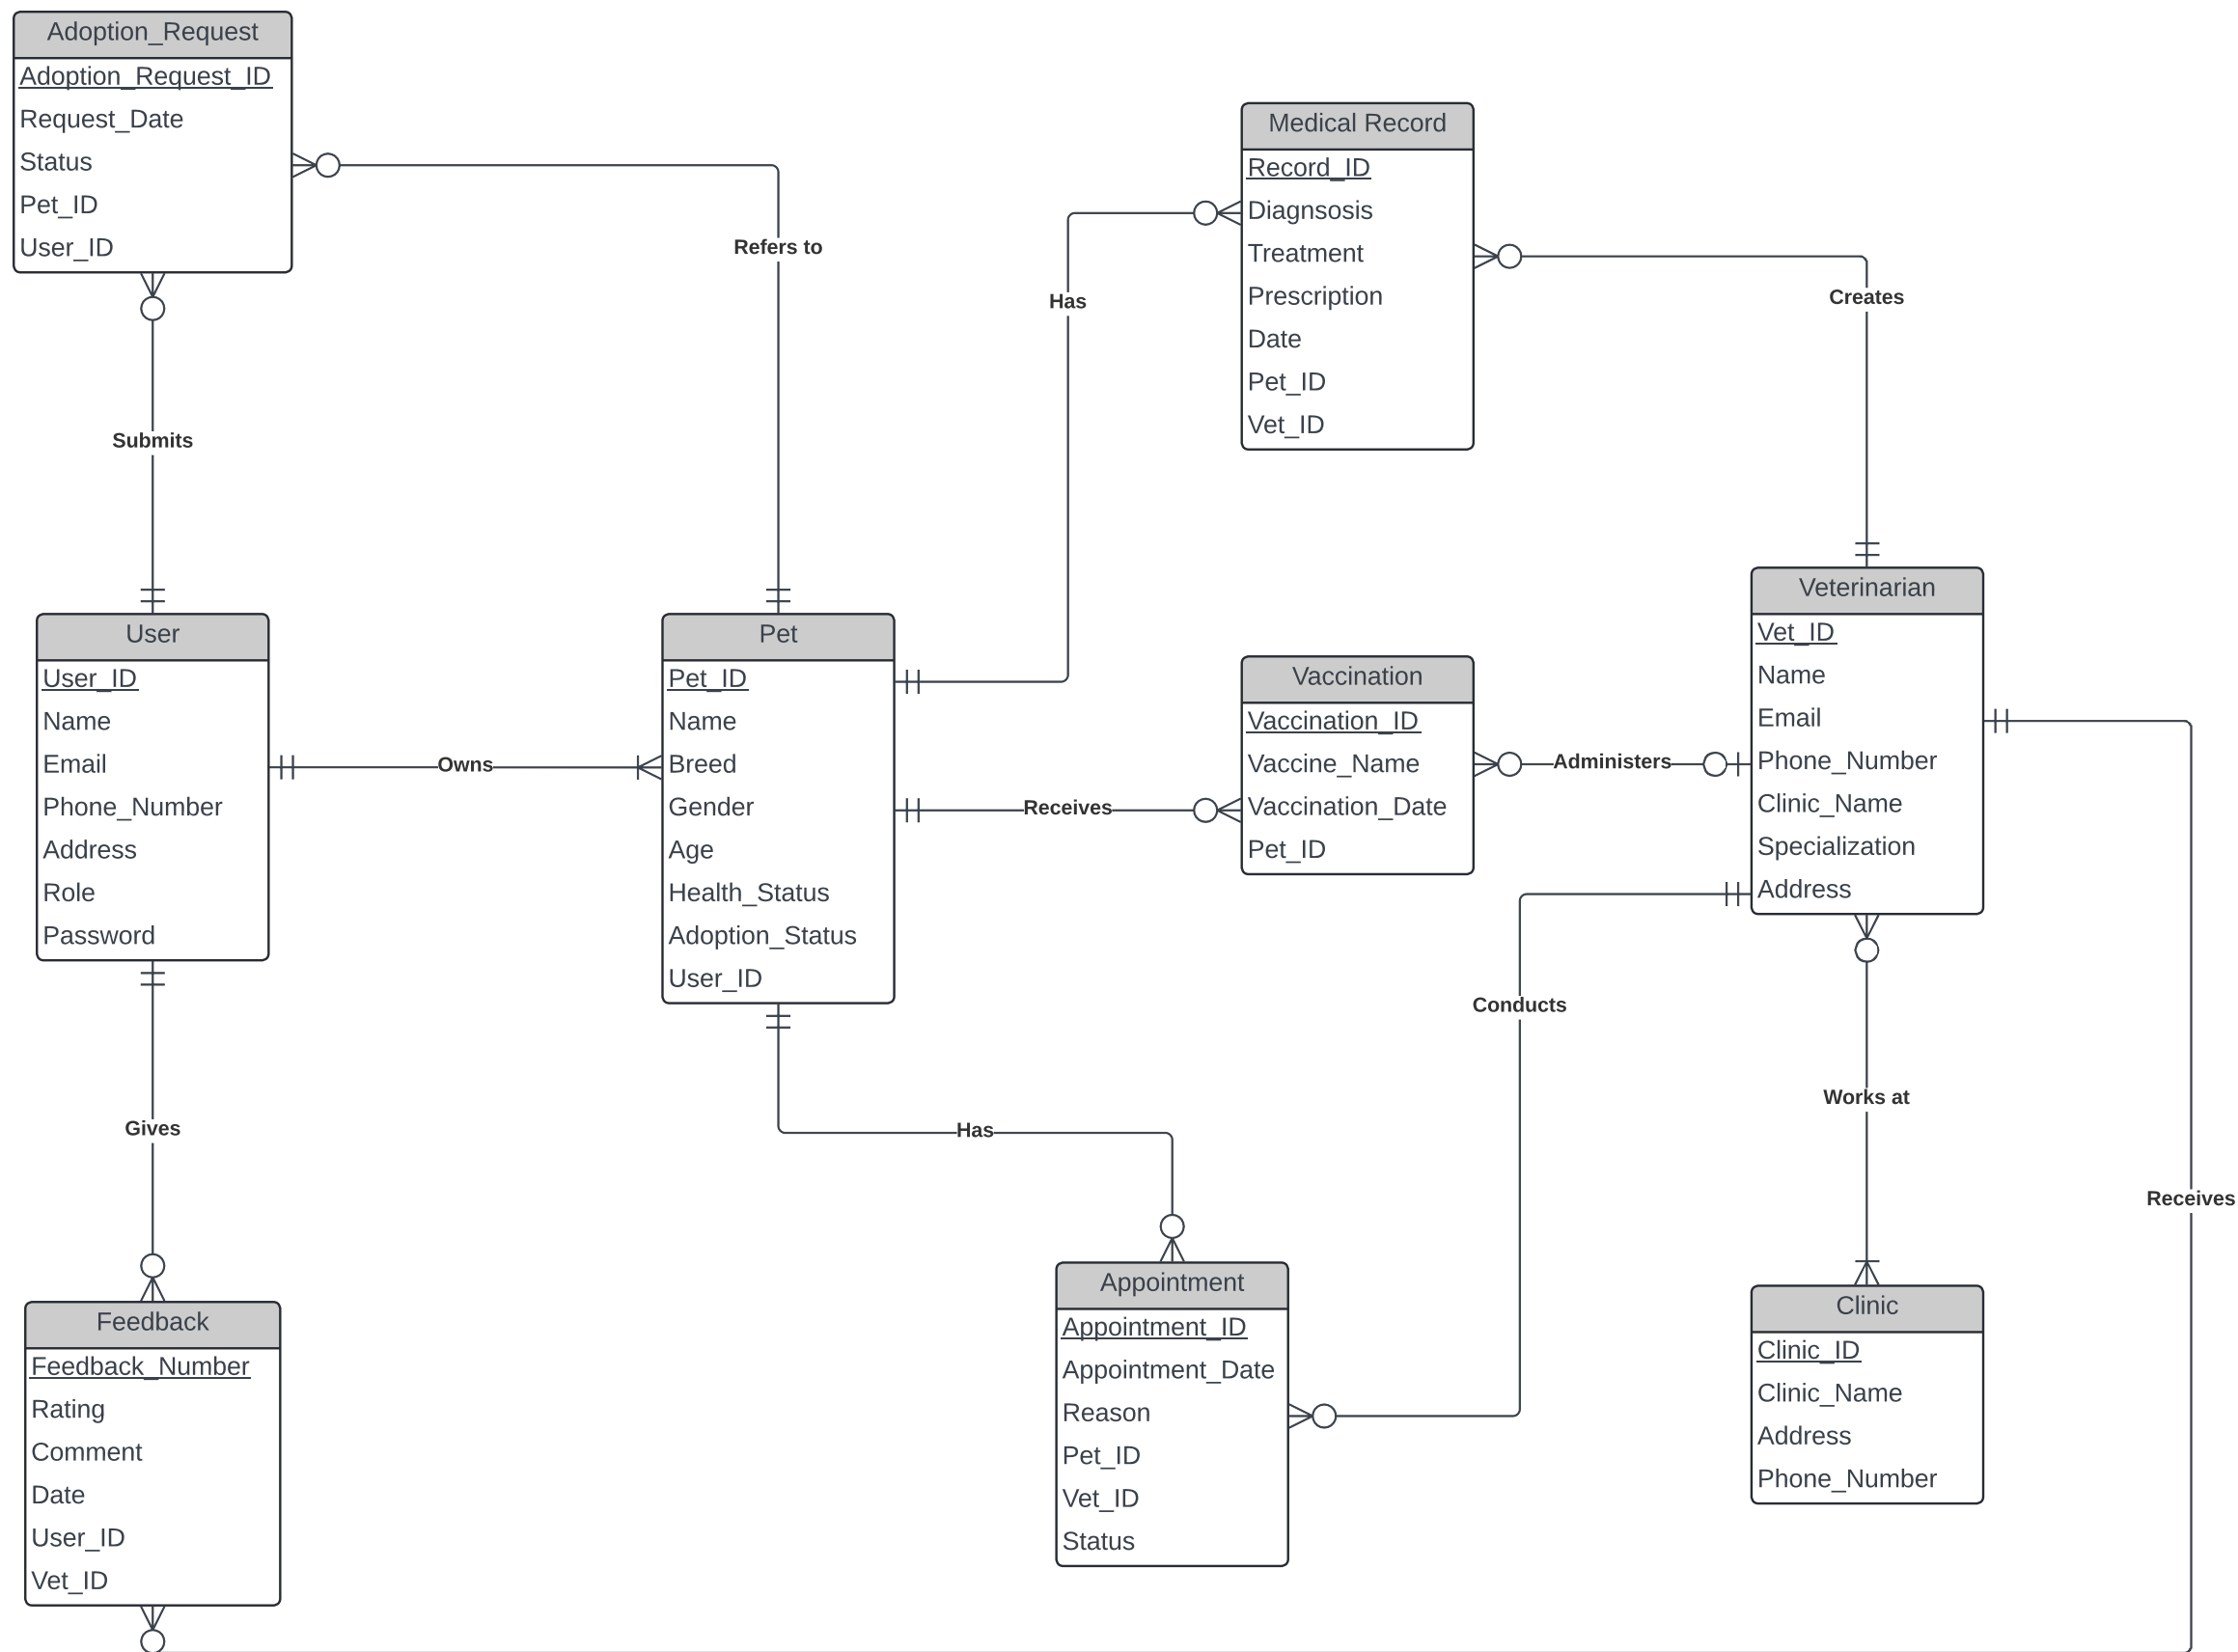 Adoption_Request
Adoption_Request_ID
Request_Date
Status
Pet_ID
User_ID
Refers to
Submits
Medical Record
Record_ID
Diagnsosis
Treatment
Prescription
Date
Pet_ID
Vet_ID
Has
Creates
User
User_ID
Name
Email
Phone_Number
Address
Role
Password
Owns
Pet
Pet_ID
Name
Breed
Gender
Age
Health_Status
Adoption_Status
User_ID
Receives
Vaccination
Vaccination_ID
Vaccine_Name
Vaccination_Date
Pet_ID
Administers
Veterinarian
Vet_ID
Name
Email
Phone_Number
Clinic_Name
Specialization
Address
Conducts
Works at
Receives
Gives
Has
Feedback
Feedback_Number
Rating
Comment
Date
User_ID
Vet_ID
Appointment
Appointment_ID
Appointment_Date
Reason
Pet_ID
Vet_ID
Status
Clinic
Clinic_ID
Clinic_Name
Address
Phone_Number